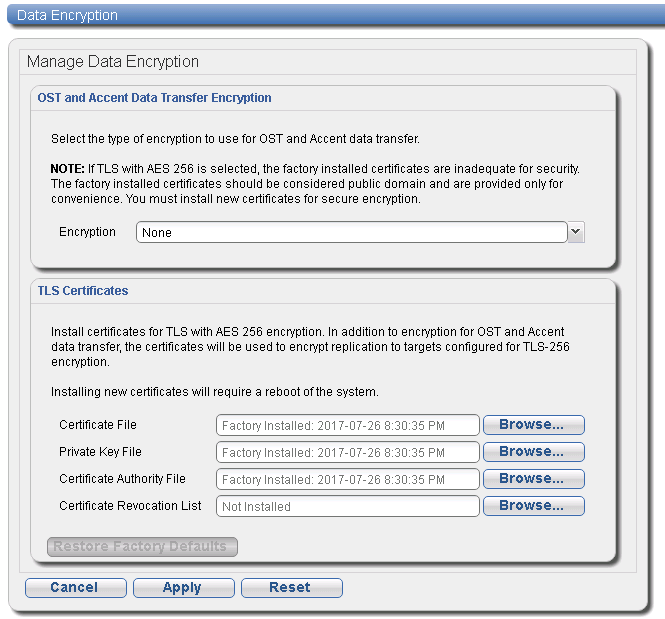 Data Encryption
Manage Data Encryption
OST and Accent Data Transfer Encryption
Select the type of encryption to use for OST and Accent data transfer.
NOTE: If TLS with AES 256 is selected, the factory installed certificates are inadequate for security.
The factory installed certificates should be considered public domain and are provided only for
convenience. You must install new certificates for secure encryption.
Encryption None
TLS Certificates
Install certificates for TLS with AES 256 encryption. In addition to encryption for OST and Accent
data transfer, the certificates will be used to encrypt replication to targets configured for TLS-256
encryption.
Installing new certificates will require a reboot of the system.
Certificate File Factory Installed: 2017-07-26 8:30:35 PM Browse...
Private Key File Factory Installed: 2017-07-26 8:30:35 PM Browse...
Certificate Authority File Factory Installed: 2017-07-26 8:30:35 PM Browse...
Certificate Revocation List Not Installed Browse...
Restore Factory Defaults
Cancel Apply Reset